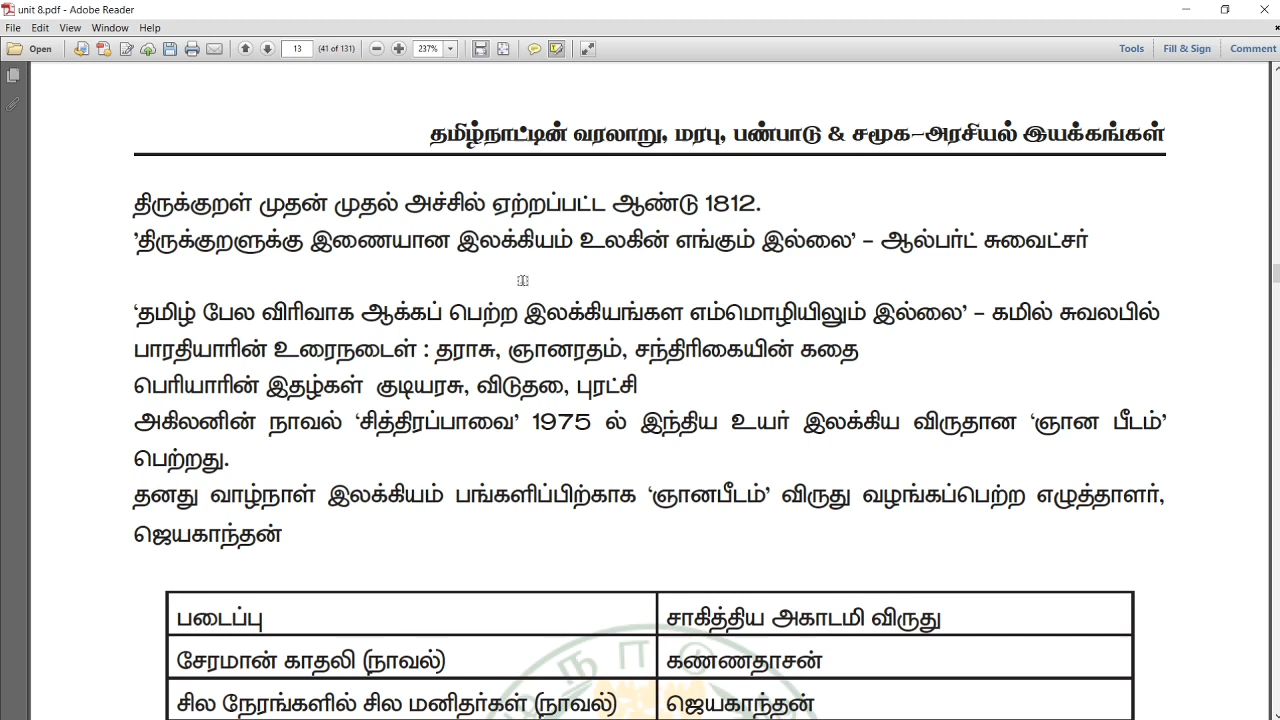 unit 8.pdf - Adobe Reader
File Edit View Window Help
Open 13 (41 of 131) 237% Tools Fill & Sign Comment
தமிழ்நாட்டின் வரலாறு, மரபு, பண்பாடு & சமூக-அரசியல் இயக்கங்கள்
திருக்குறள் முதன் முதல் அச்சில் ஏற்றப்பட்ட ஆண்டு 1812.
’திருக்குறளுக்கு இணையான இலக்கியம் உலகின் எங்கும் இல்லை’ – ஆல்பர்ட் சுவைட்சர்
‘தமிழ் பேல விரிவாக ஆக்கப் பெற்ற இலக்கியங்கள எம்மொழியிலும் இல்லை’ – கமில் சுவலபில்
பாரதியாரின் உரைநடைள் : தராசு, ஞானரதம், சந்திரிகையின் கதை
பெரியாரின் இதழ்கள் குடியரசு, விடுதலை, புரட்சி
அகிலனின் நாவல் ‘சித்திரப்பாவை’ 1975 ல் இந்திய உயர் இலக்கிய விருதான ‘ஞான பீடம்’
பெற்றது.
தனது வாழ்நாள் இலக்கியம் பங்களிப்பிற்காக ‘ஞானபீடம்’ விருது வழங்கப்பெற்ற எழுத்தாளர்,
ஜெயகாந்தன்
படைப்பு சாகித்திய அகாடமி விருது
சேரமான் காதலி (நாவல்) கண்ணதாசன்
சில நேரங்களில் சில மனிதர்கள் (நாவல்) ஜெயகாந்தன்